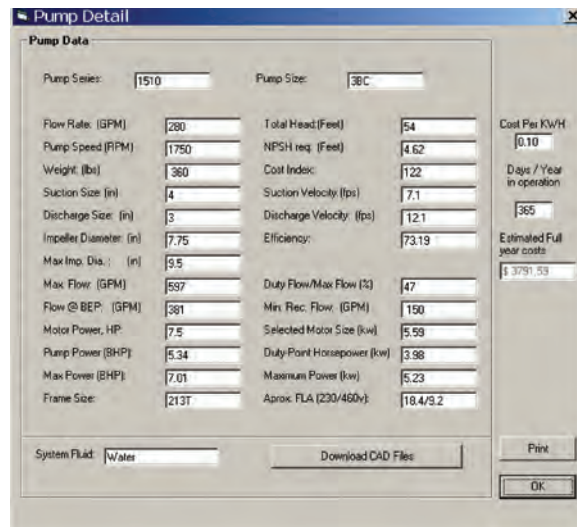 Pump Detail
Pump Data
Pump Series: 1510 Pump Size: 3BC
Flow Rate: (GPM) 280 Total Head:(Feet) 54 Cost Per KWH
Pump Speed (RPM) 1750 NPSH req. (Feet) 4.62 0.10
Weight: (lbs) 360 Cost Index: 122 Days / Year
in operation
Suction Size (in) 4 Suction Velocity (fps) 7.1
Discharge Size: (in) 3 Discharge Velocity: (fps) 12.1 365
Impeller Diameter: (in) 7.75 Efficiency: 73.19 Estimated Full
year costs
Max Imp. Dia. : (in) 9.5
Max. Flow: (GPM) 597 Duty Flow/Max Flow (%) 47 $ 3791.59
Flow @ BEP: (GPM) 381 Min. Rec. Flow: (GPM) 150
Motor Power, HP: 7.5 Selected Motor Size (kw) 5.59
Pump Power (BHP) 5.34 Duty-Point Horsepower (kw) 3.98
Max Power (BHP): 7.01 Maximum Power (kw) 5.23
Frame Size: 213T Aprox. FLA (230/460v): 18.4/9.2
System Fluid: Water Download CAD Files Print
OK